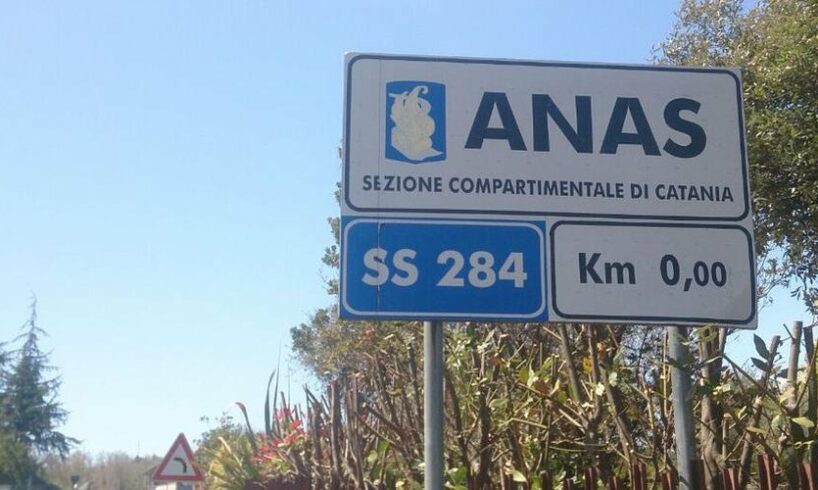 ANAS
SEZIONE COMPARTIMENTALE DI CATANIA
SS 284
Km 0,00